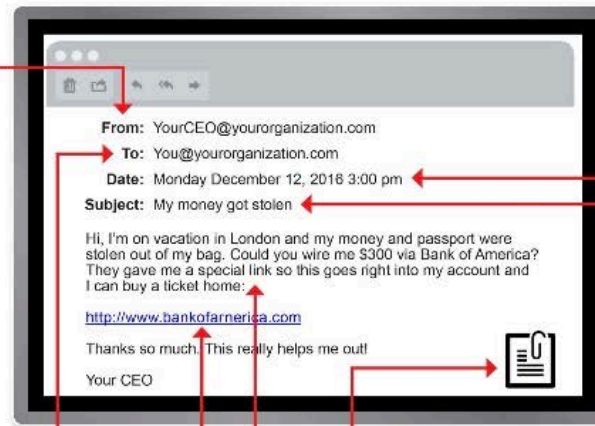 From: YourCEO@yourorganization.com
To: You@yourorganization.com
Date: Monday December 12, 2016 3:00 pm
Subject: My money got stolen
Hi, I'm on vacation in London and my money and passport were
stolen out of my bag. Could you wire me $300 via Bank of America?
They gave me a special link so this goes right into my account and
I can buy a ticket home:
http://www.bankofarnerica.com
Thanks so much. This really helps me out!
Your CEO